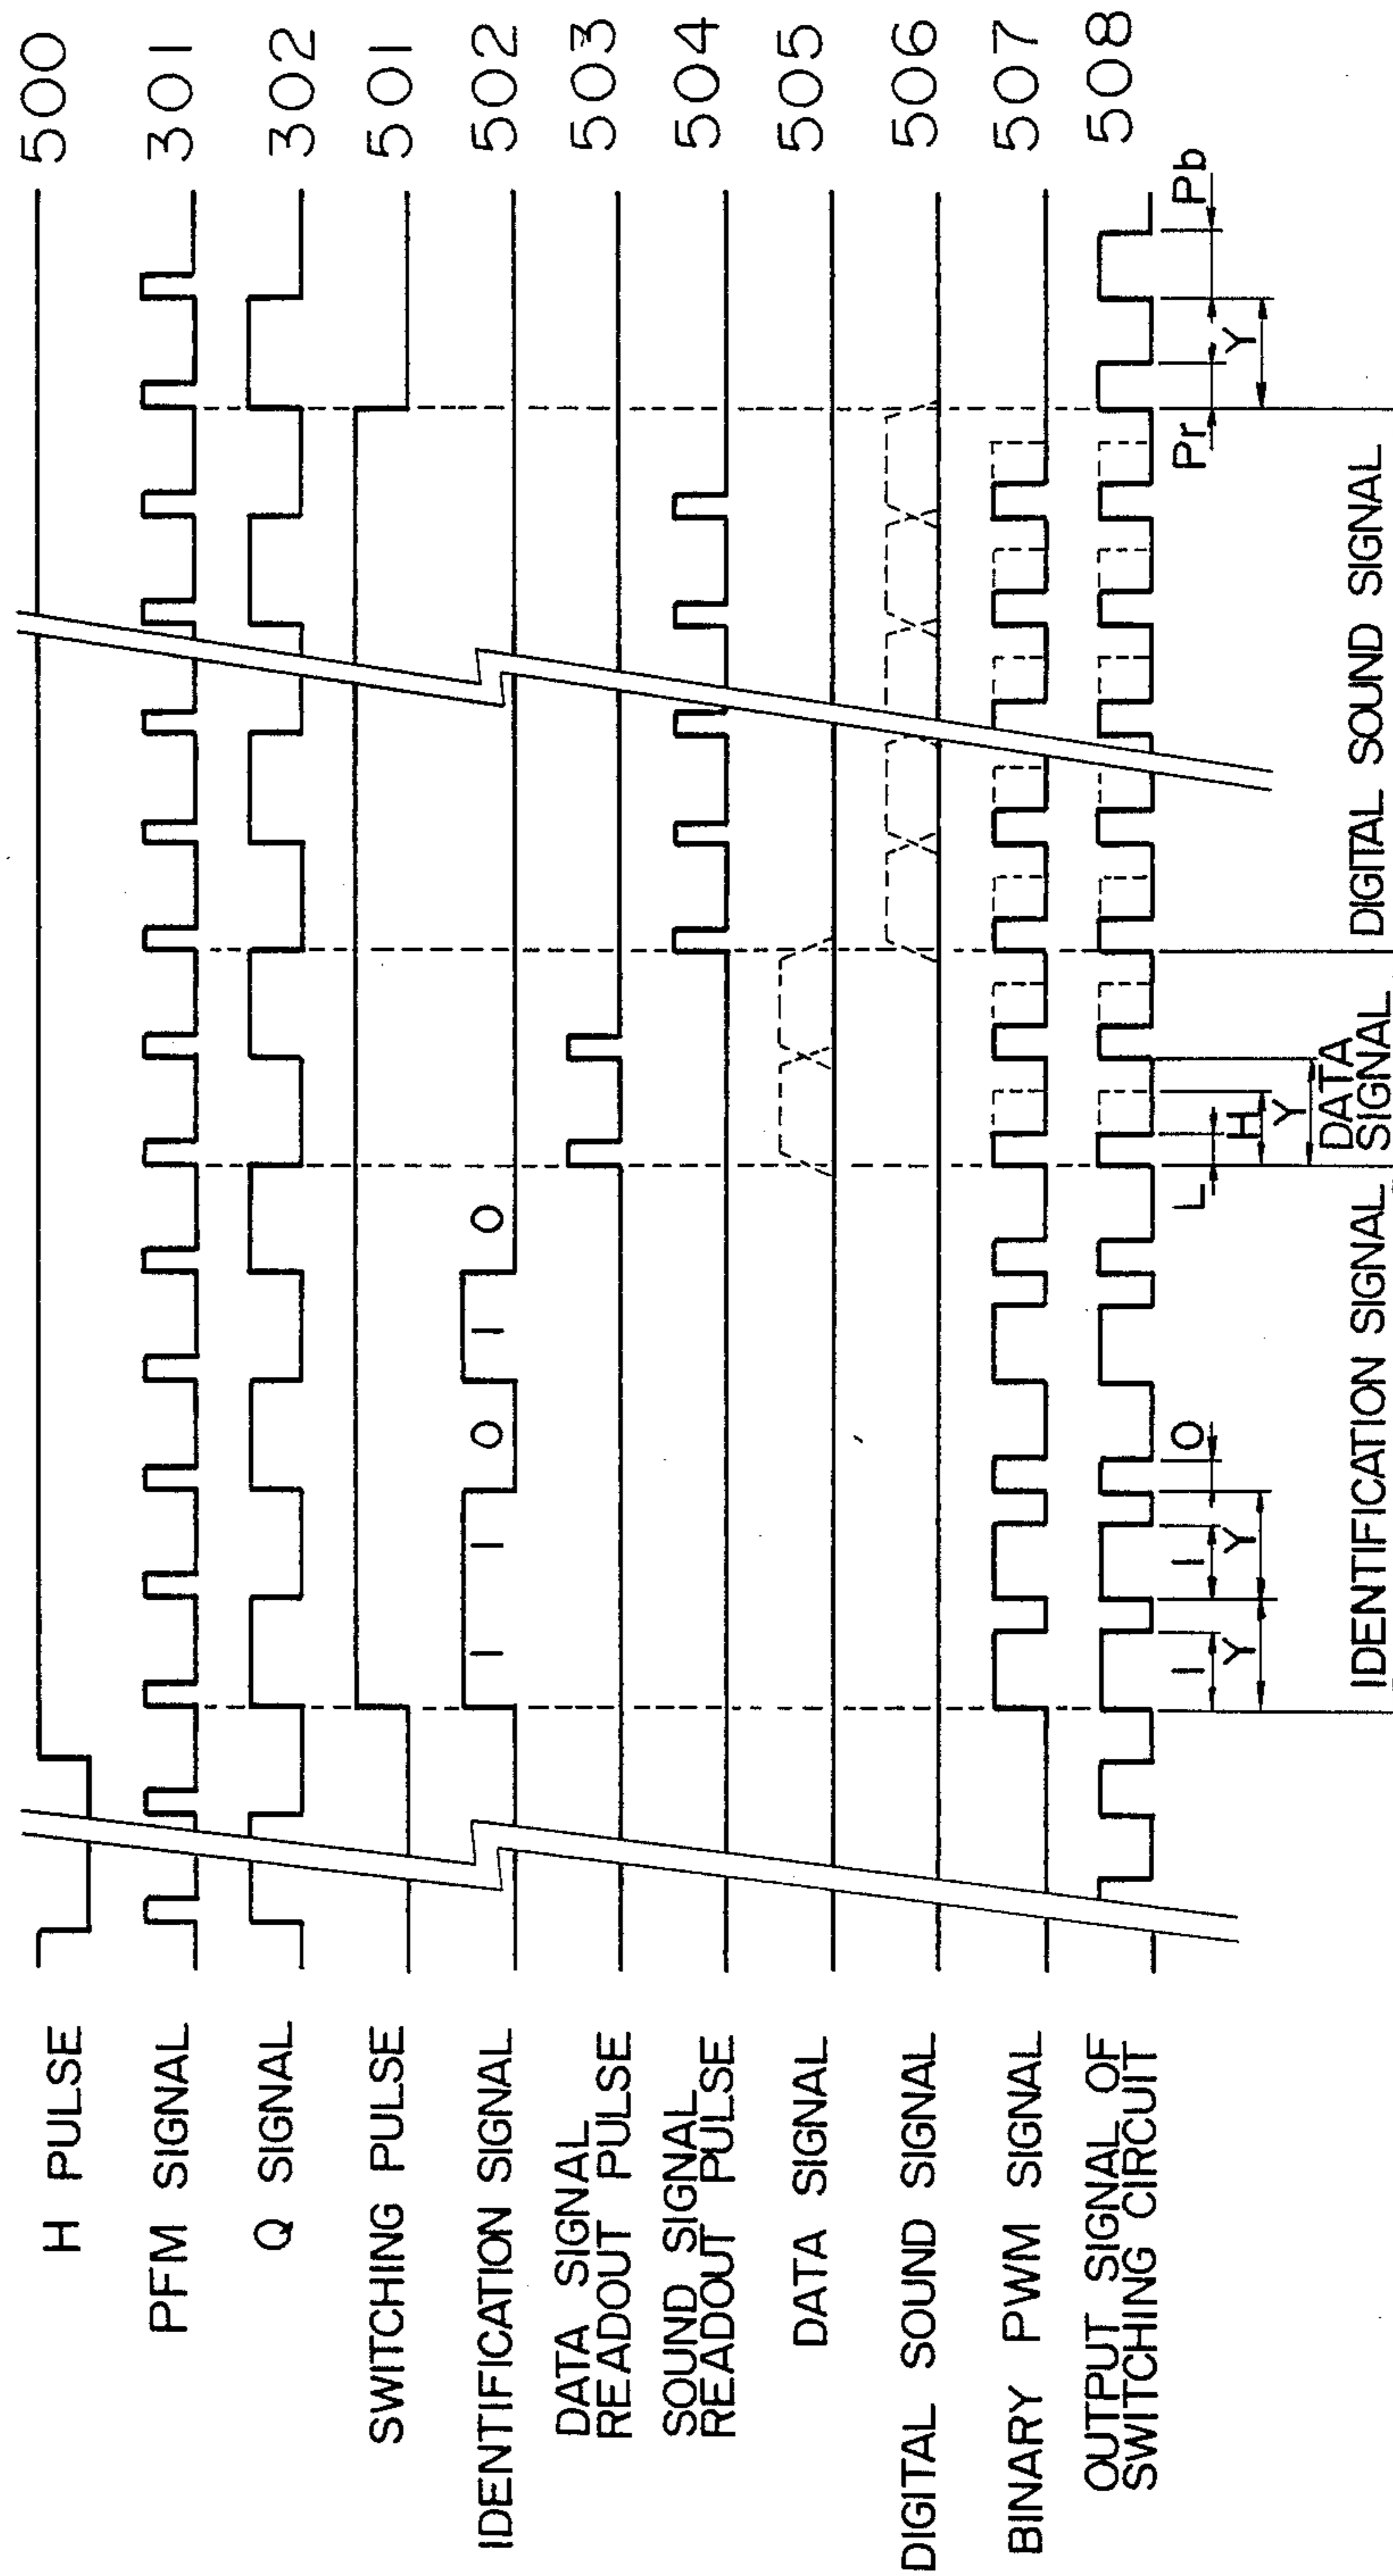 H PULSE 500
PFM SIGNAL 301
Q SIGNAL 302
SWITCHING PULSE 501
IDENTIFICATION SIGNAL 1 1 0 1 0 502
DATA SIGNAL
READOUT PULSE 503
SOUND SIGNAL
READOUT PULSE 504
DATA SIGNAL 505
DIGITAL SOUND SIGNAL 506
BINARY PWM SIGNAL 507
OUTPUT SIGNAL OF
SWITCHING CIRCUIT 508
1 1 0 L Pr Pb
Y Y H Y
Y
IDENTIFICATION SIGNAL
DATA
SIGNAL
DIGITAL SOUND SIGNAL